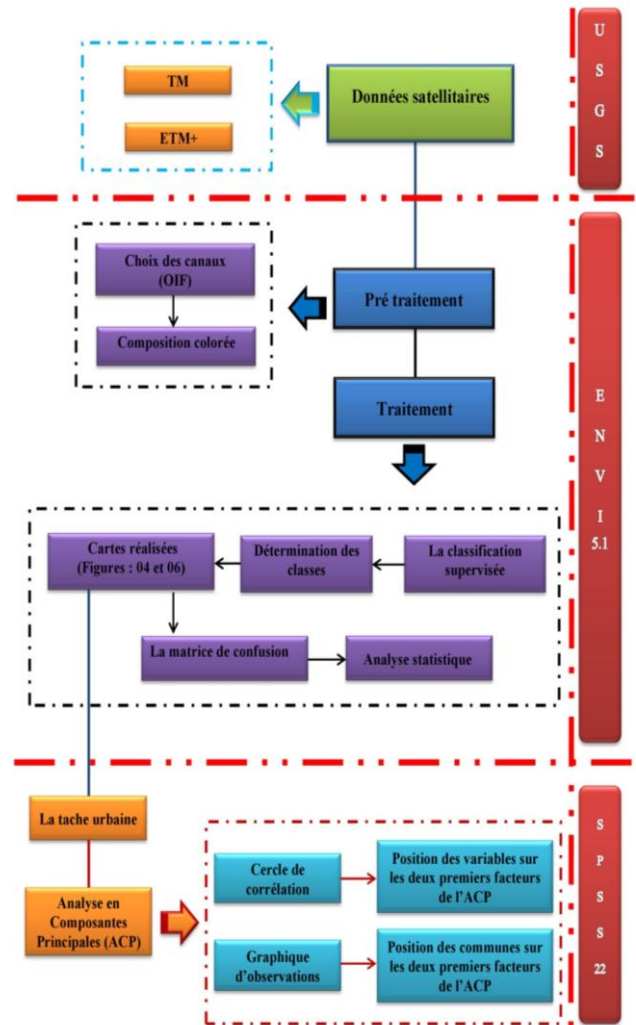 U
S
G
S
TM
ETM+
Données satellitaires
Choix des canaux
(OIF)
Composition colorée
Pré traitement
Traitement
E
N
V
I
5.1
Cartes réalisées
(Figures : 04 et 06)
Détermination des
classes
La classification
supervisée
La matrice de confusion
Analyse statistique
La tache urbaine
Analyse en
Composantes
Principales (ACP)
Cercle de
corrélation
Position des variables sur
les deux premiers facteurs
de l’ACP
Graphique
d’observations
Position des communes sur
les deux premiers facteurs
de l’ACP
S
P
S
S
22